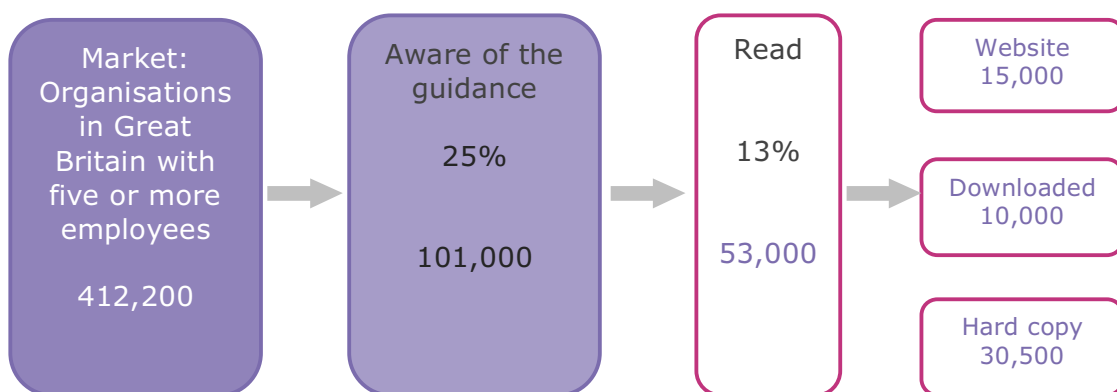 Market:
Organisations
in Great
Britain with
five or more
employees
412,200
Aware of the
guidance
25%
101,000
Read
13%
53,000
Website
15,000
Downloaded
10,000
Hard copy
30,500